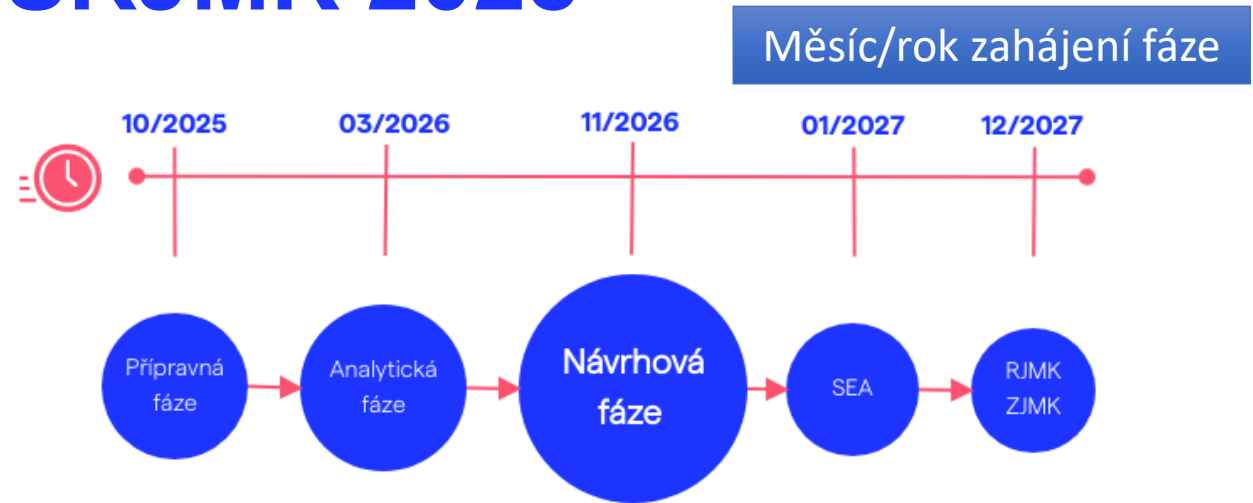 Měsíc/rok zahájení fáze
10/2025 03/2026 11/2026 01/2027 12/2027
Přípravná
fáze
Analytická
fáze
Návrhová
fáze
SEA
RJMK
ZJMK